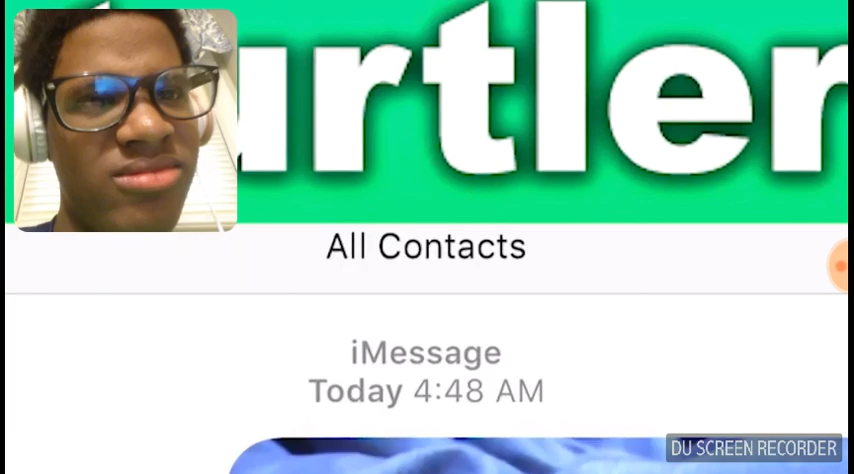 urtler
All Contacts
iMessage
Today 4:48 AM
DU SCREEN RECORDER